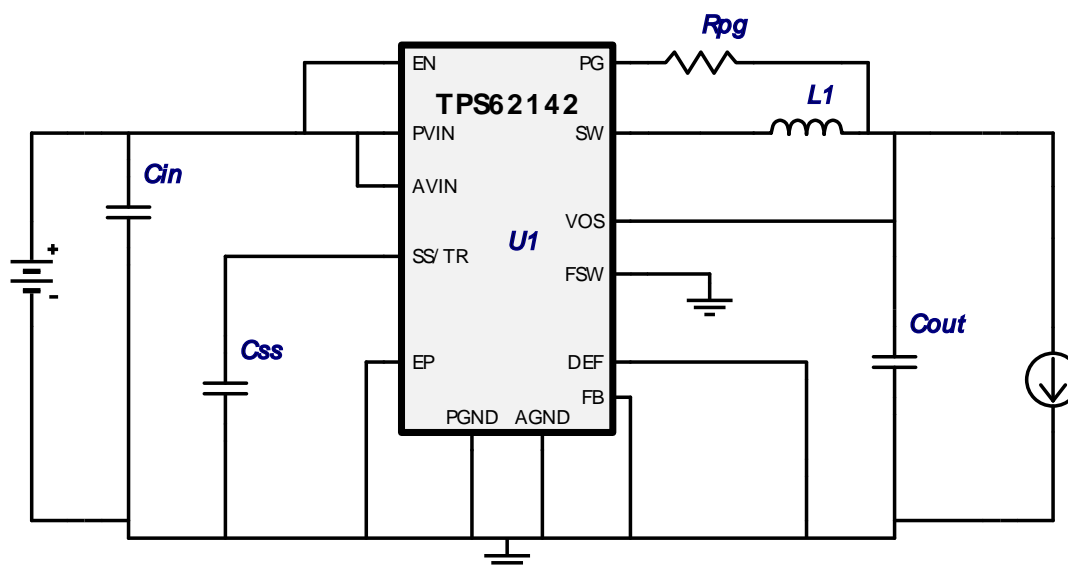 Rpg
EN
PG
TPS62142
L1
PVIN
SW
Cin
AVIN
VOS
U1
+
SS/TR
FSW
-
Cout
Css
EP
DEF
FB
PGND
AGND